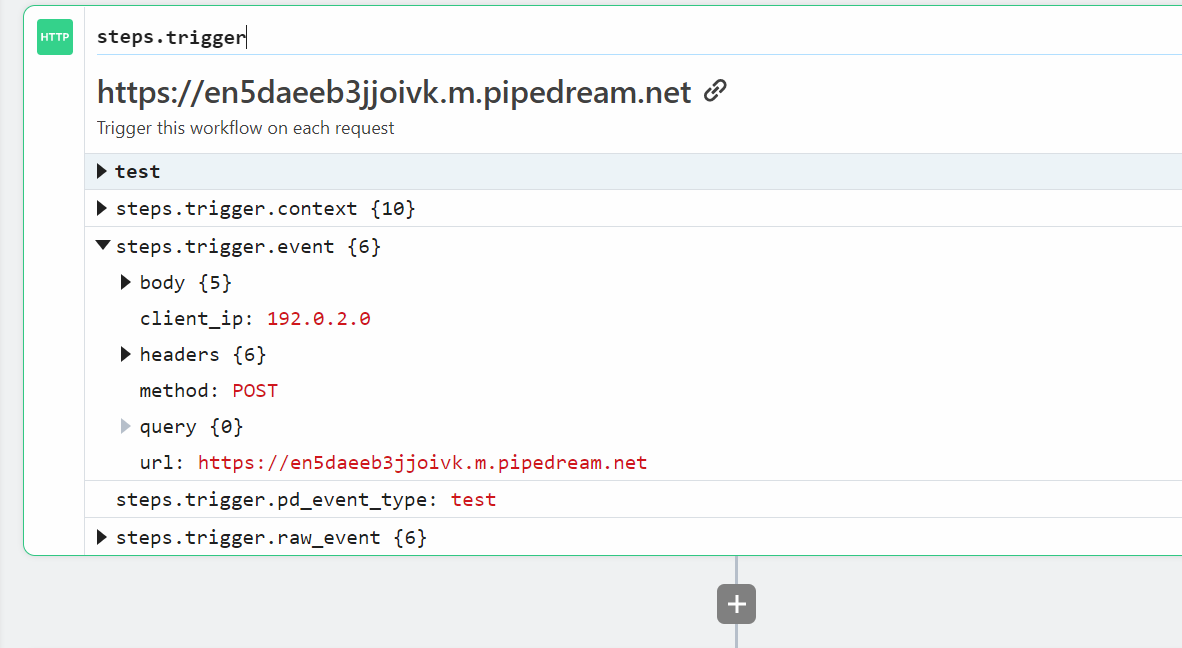 HTTP
steps.trigger
https://en5daeeb3jjoivk.m.pipedream.net
Trigger this workflow on each request
test
steps.trigger.context {10}
steps.trigger.event {6}
body {5}
client_ip: 192.0.2.0
headers {6}
method: POST
query {0}
url: https://en5daeeb3jjoivk.m.pipedream.net
steps.trigger.pd_event_type: test
steps.trigger.raw_event {6}